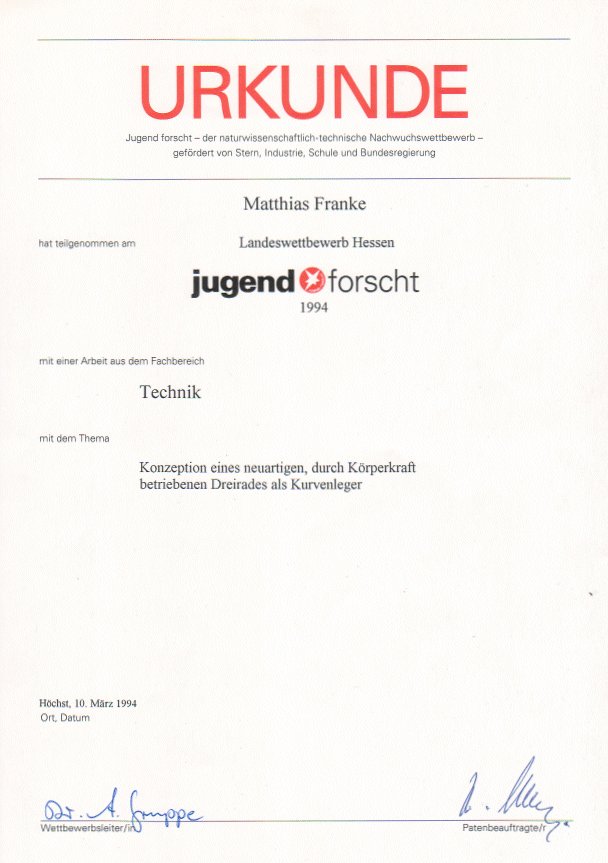 URKUNDE
Jugend forscht – der naturwissenschaftlich-technische Nachwuchswettbewerb –
gefördert von Stern, Industrie, Schule und Bundesregierung
Matthias Franke
hat teilgenommen am Landeswettbewerb Hessen
jugend forscht
1994
mit einer Arbeit aus dem Fachbereich
Technik
mit dem Thema
Konzeption eines neuartigen, durch Körperkraft
betriebenen Dreirades als Kurvenleger
Höchst, 10. März 1994
Ort, Datum
Dr. A. Gruppe
Wettbewerbsleiter/in
Patenbeauftragte/r